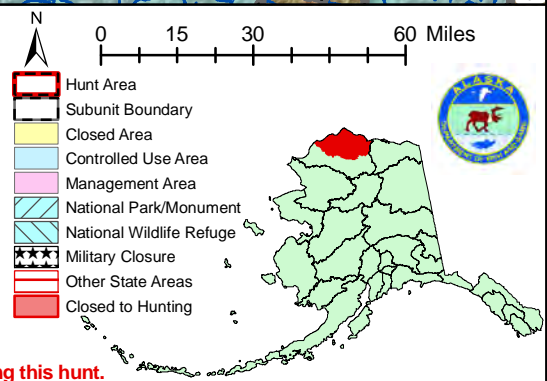 N
0 15 30 60 Miles
Hunt Area
Subunit Boundary
Closed Area
Controlled Use Area
Management Area
National Park/Monument
National Wildlife Refuge
Military Closure
Other State Areas
Closed to Hunting
ALASKA
ng this hunt.